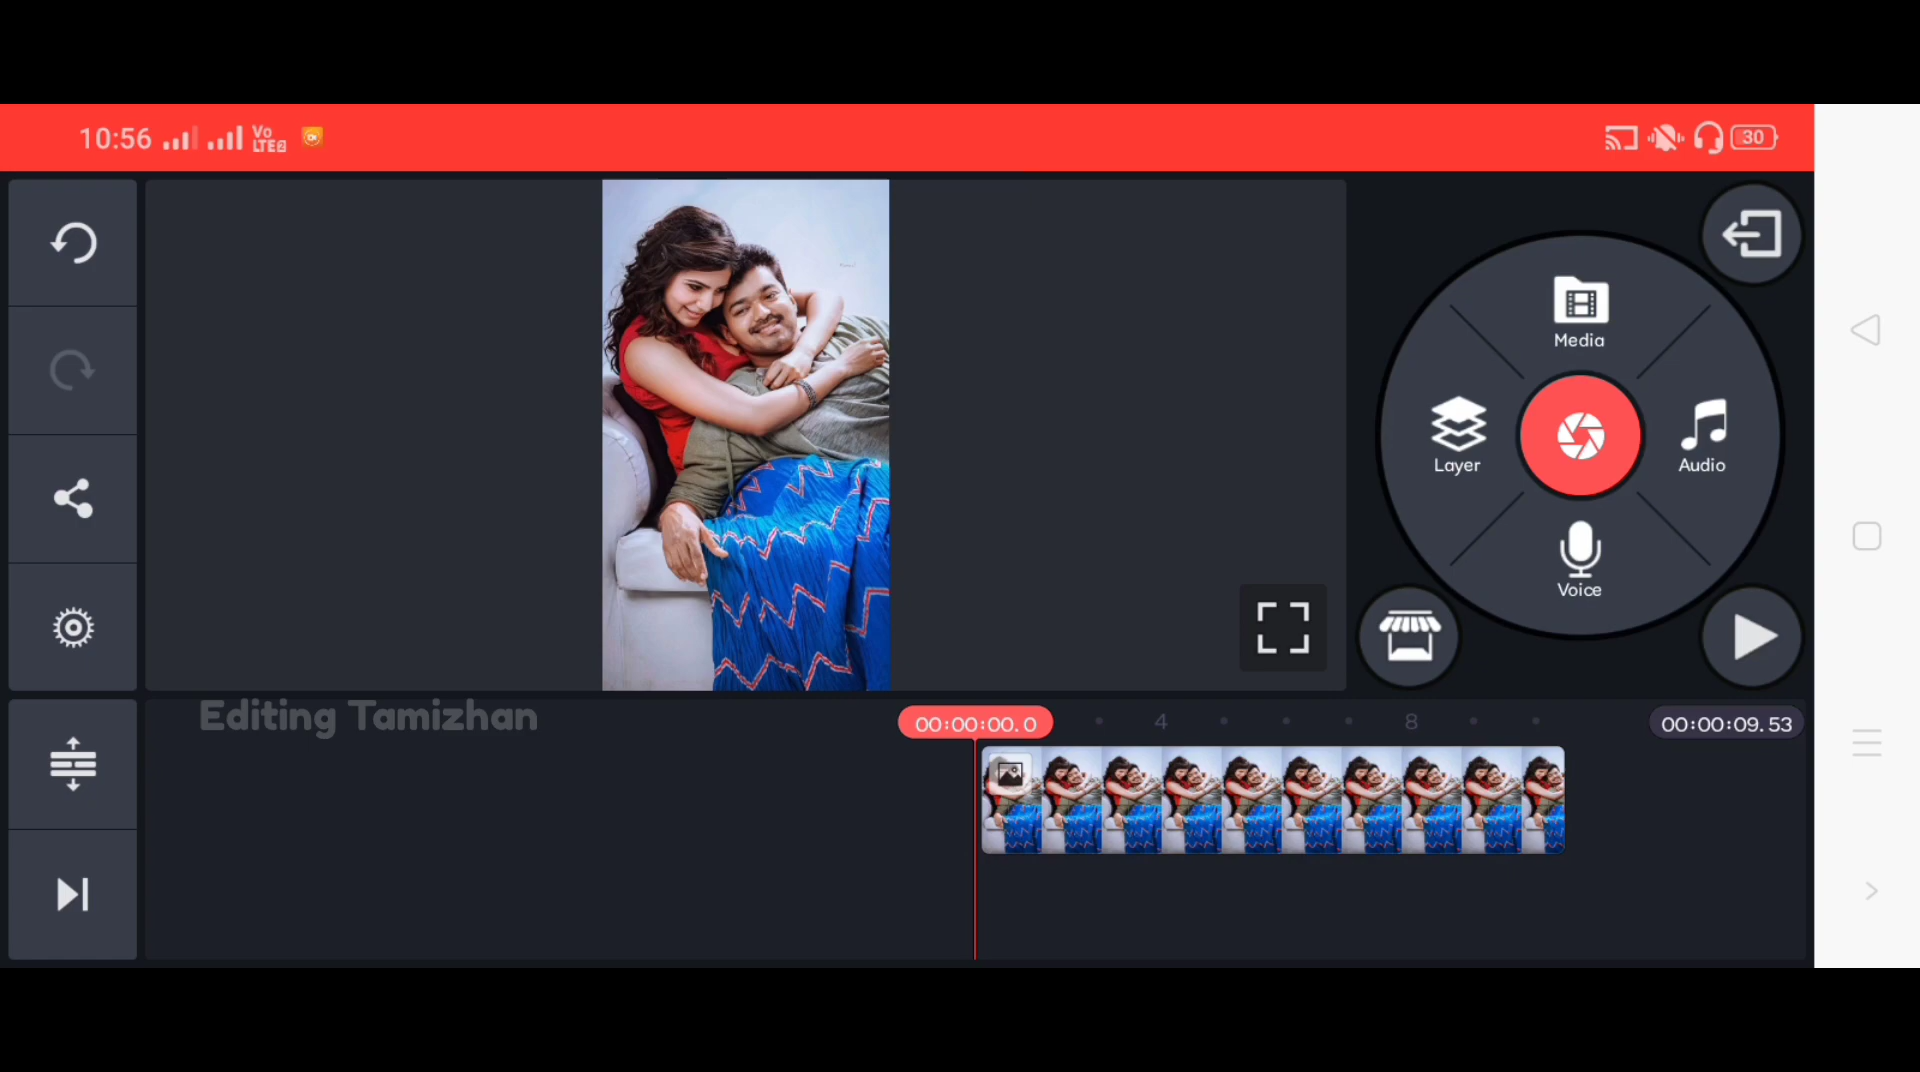 10:56 Vo LTE2 30
Media
Layer
Audio
Voice
Editing Tamizhan
00:00:00.0 4 8 00:00:09.53